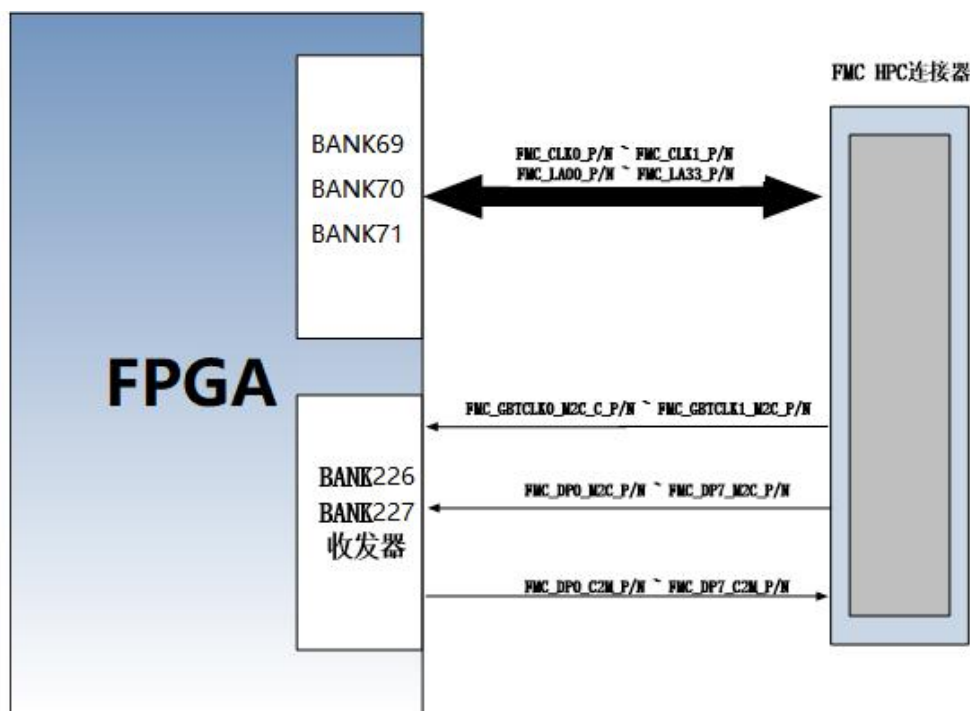 FMC HPC连接器
BANK69
BANK70
BANK71
FMC_CLK0_P/N ~ FMC_CLK1_P/N
FMC_LA00_P/N ~ FMC_LA33_P/N
FPGA
FMC_GBTCLK0_M2C_C_P/N ~ FMC_GBTCLK1_M2C_P/N
BANK226
BANK227
收发器
FMC_DP0_M2C_P/N ~ FMC_DP7_M2C_P/N
FMC_DP0_C2M_P/N ~ FMC_DP7_C2M_P/N